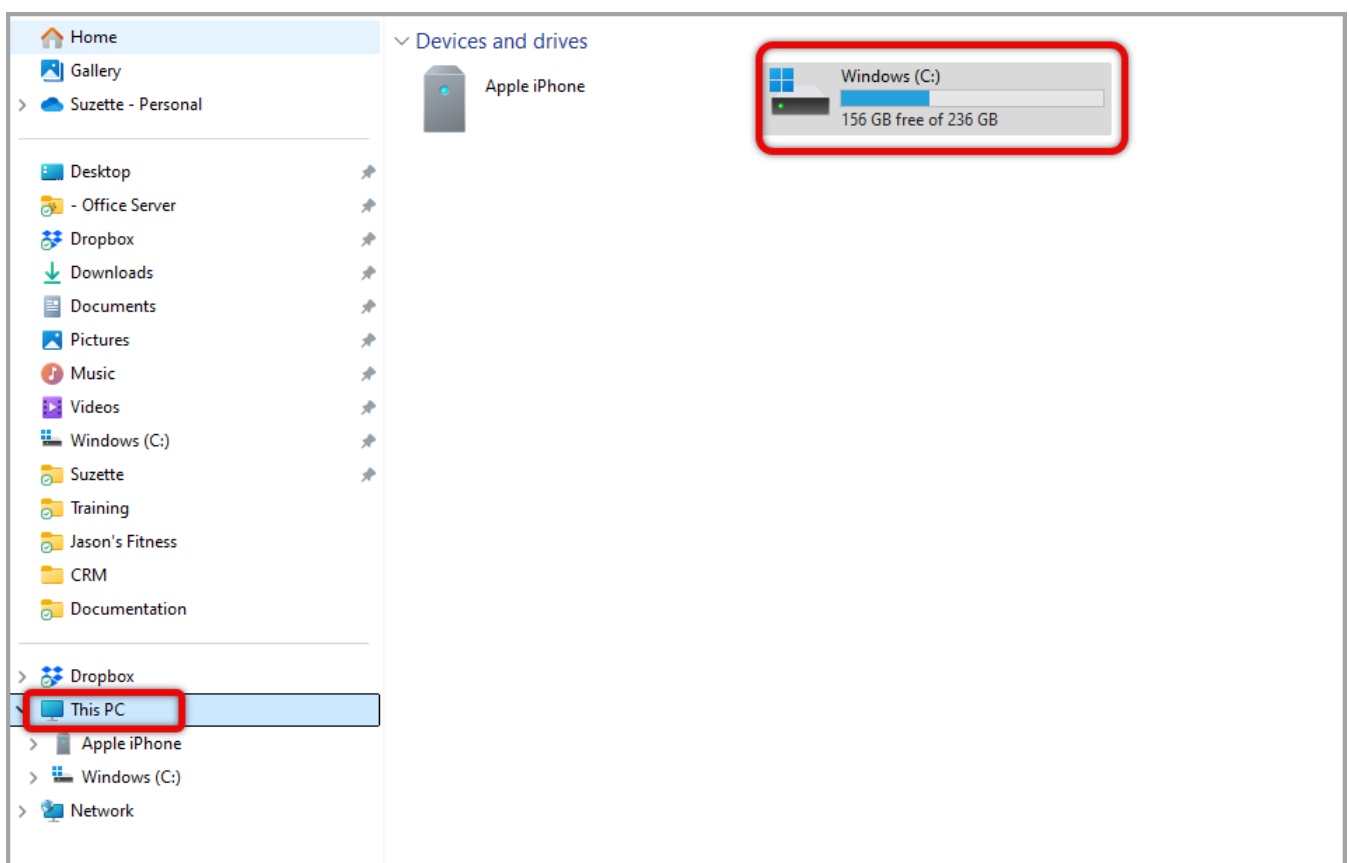 Home
Gallery
Suzette - Personal
Desktop
- Office Server
Dropbox
Downloads
Documents
Pictures
Music
Videos
Windows (C:)
Suzette
Training
Jason's Fitness
CRM
Documentation
Dropbox
This PC
Apple iPhone
Windows (C:)
Network
Devices and drives
Apple iPhone
Windows (C:)
156 GB free of 236 GB